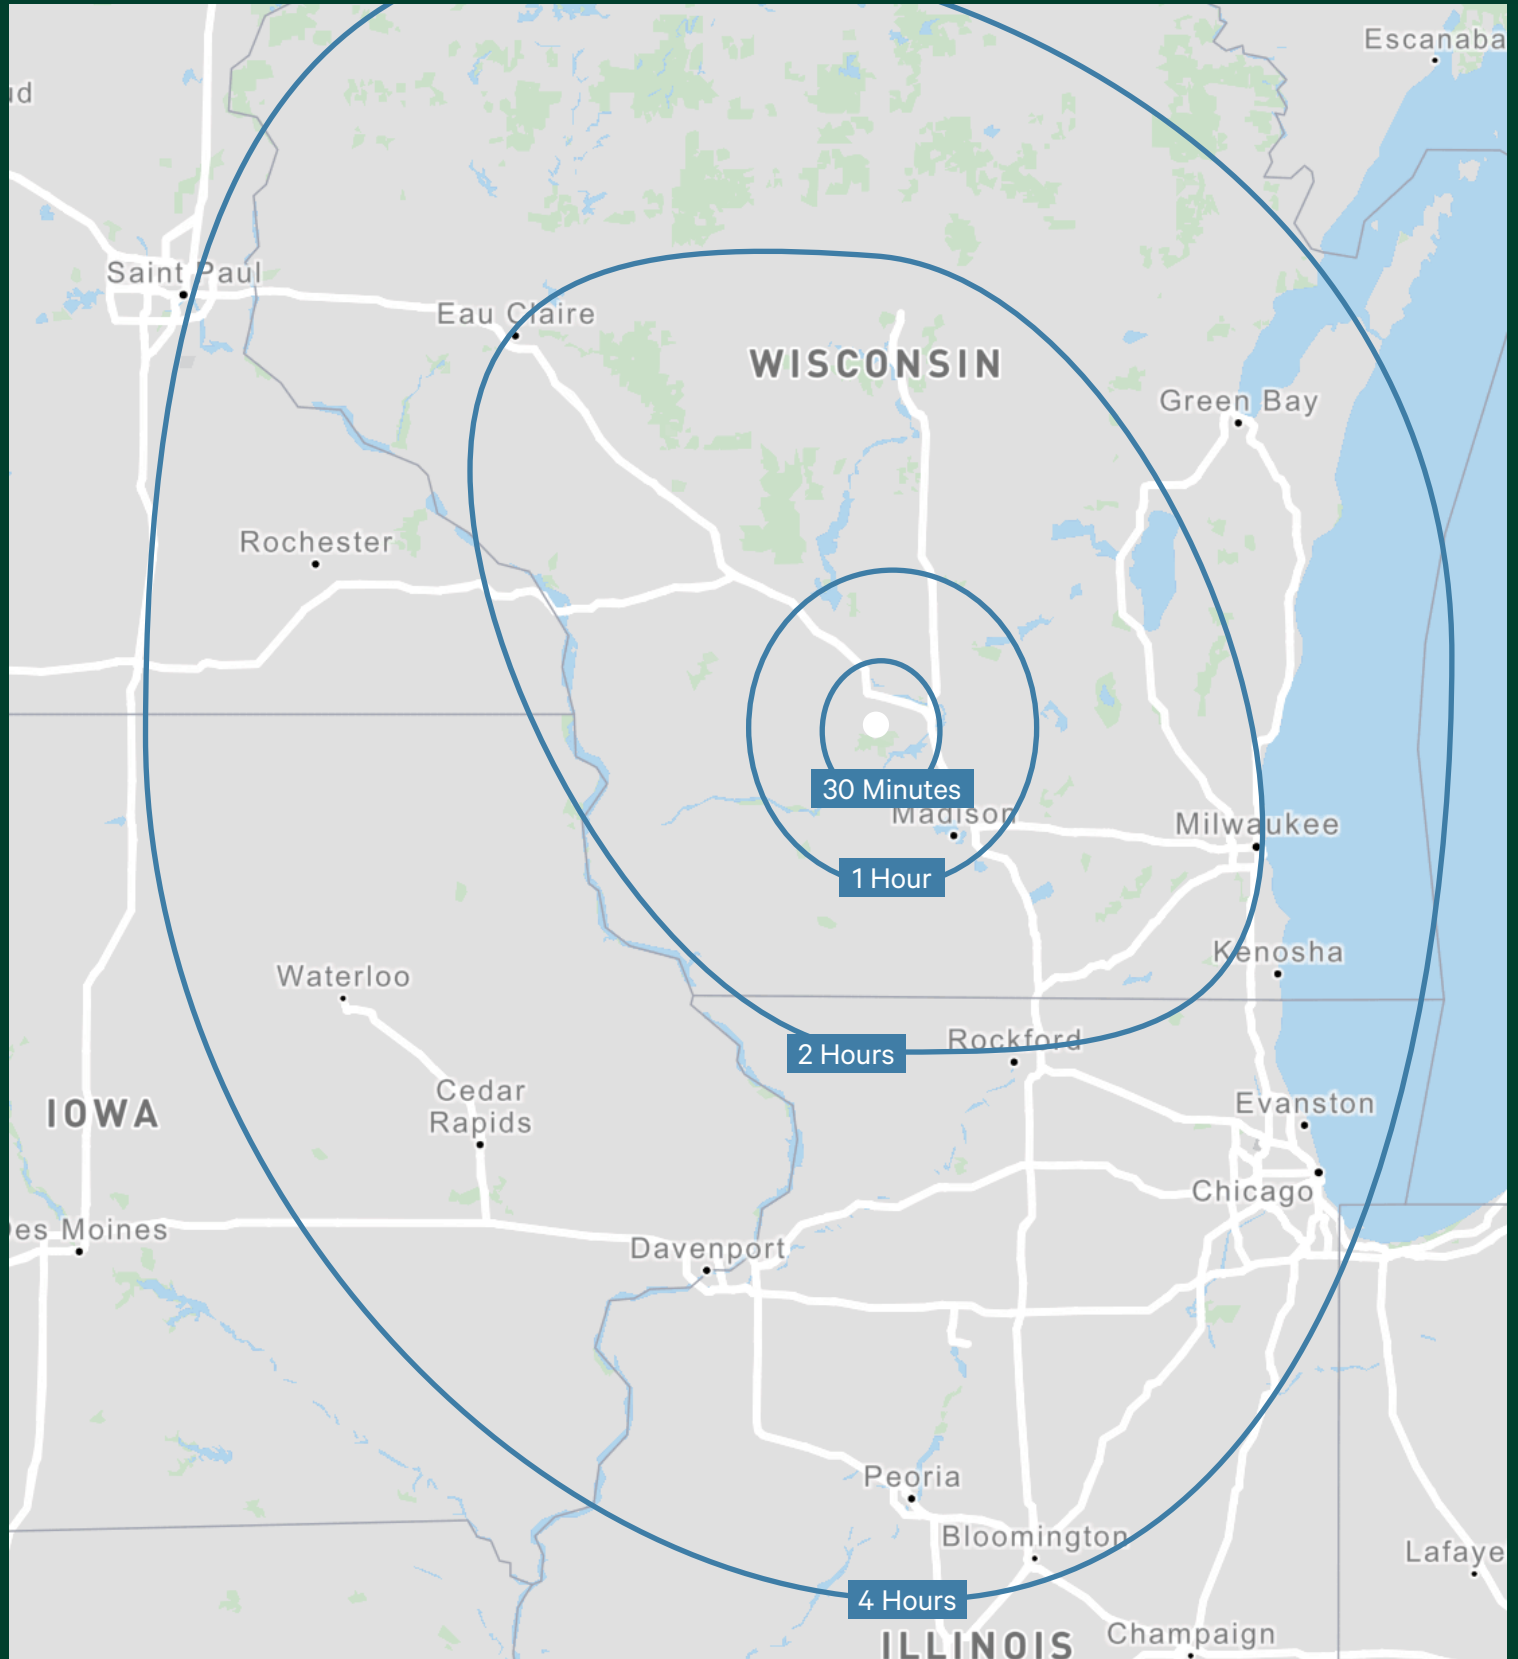 Escanaba
Saint Paul
Eau Claire
WISCONSIN
Green Bay
Rochester
30 Minutes
Madison
Milwaukee
1 Hour
Kenosha
Waterloo
2 Hours
Rockford
Cedar
Rapids
IOWA
Evanston
Chicago
es Moines
Davenport
Peoria
Bloomington
Lafaye
4 Hours
ILLINOIS
Champaign